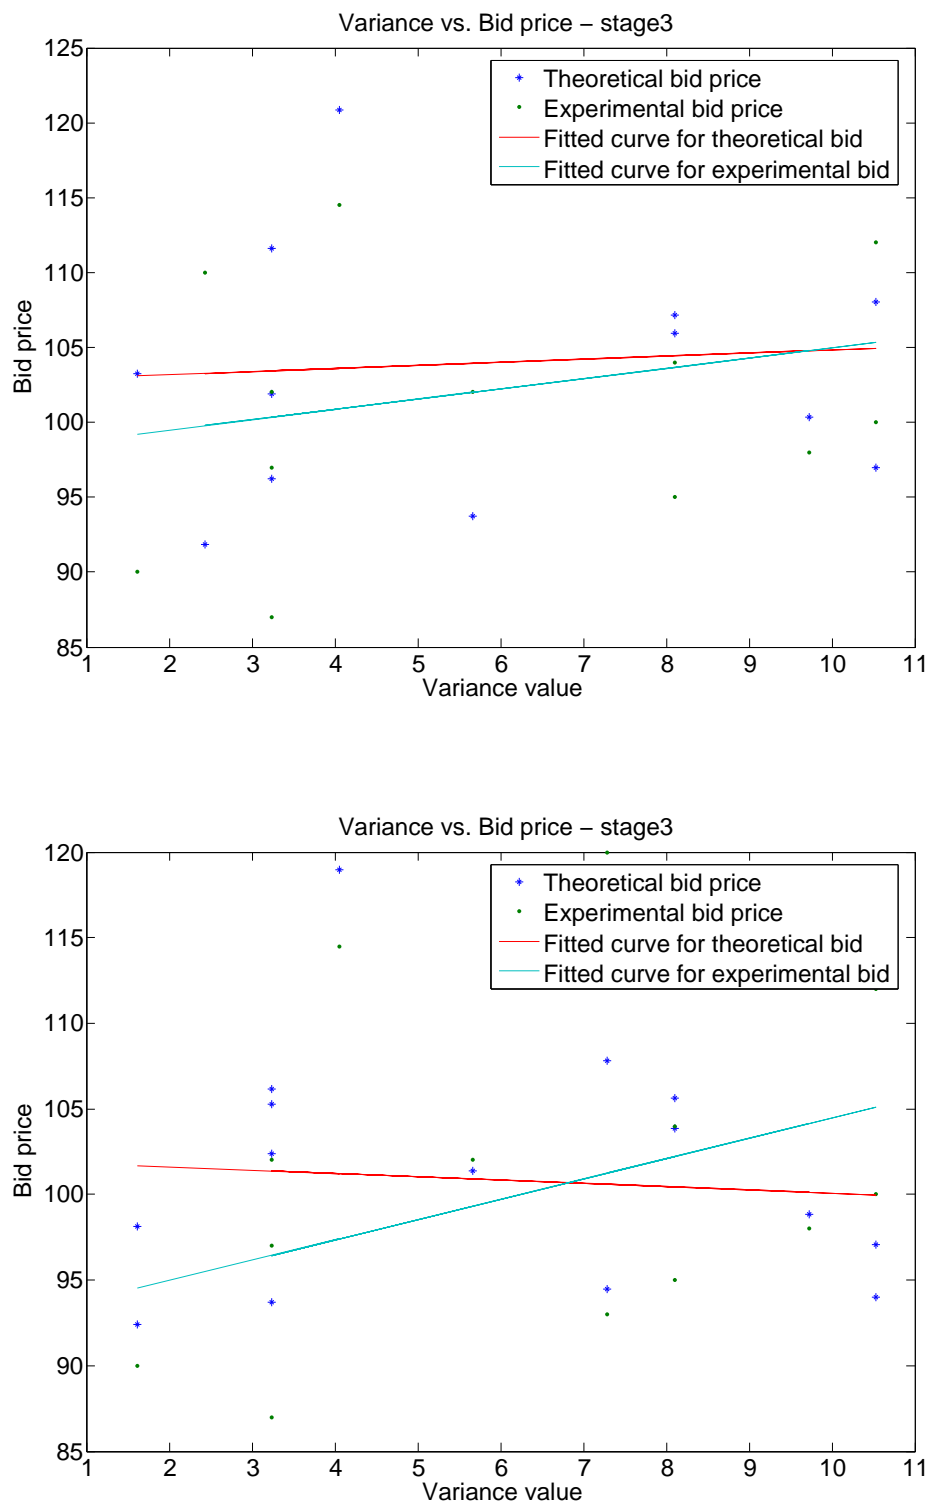 Variance vs. Bid price – stage3
125
120
115
110
105
100
95
90
85
Bid price
Theoretical bid price
Experimental bid price
Fitted curve for theoretical bid
Fitted curve for experimental bid
1 2 3 4 5 6 7 8 9 10 11
Variance value
Variance vs. Bid price – stage3
120
115
110
105
100
95
90
85
Bid price
Theoretical bid price
Experimental bid price
Fitted curve for theoretical bid
Fitted curve for experimental bid
1 2 3 4 5 6 7 8 9 10 11
Variance value